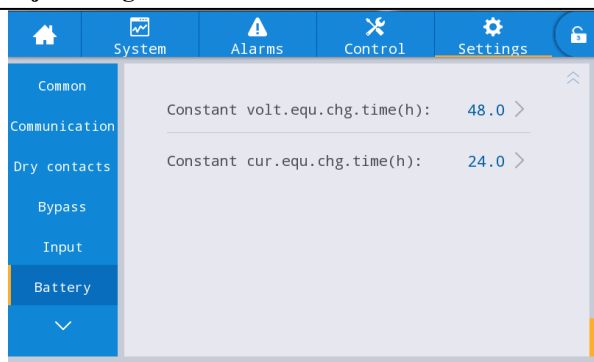 System Alarms Control Settings 3
Common
Communication
Dry contacts
Bypass
Input
Battery
Constant volt.equ.chg.time(h): 48.0
Constant cur.equ.chg.time(h): 24.0